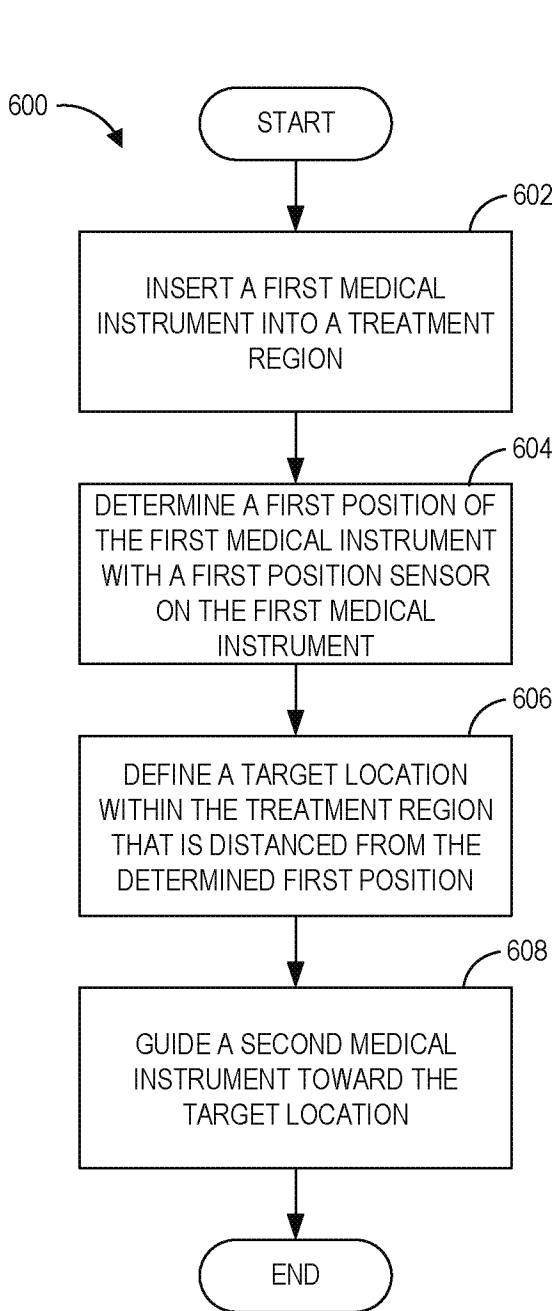 600
START
602
INSERT A FIRST MEDICAL
INSTRUMENT INTO A TREATMENT
REGION
604
DETERMINE A FIRST POSITION OF
THE FIRST MEDICAL INSTRUMENT
WITH A FIRST POSITION SENSOR
ON THE FIRST MEDICAL
INSTRUMENT
606
DEFINE A TARGET LOCATION
WITHIN THE TREATMENT REGION
THAT IS DISTANCED FROM THE
DETERMINED FIRST POSITION
608
GUIDE A SECOND MEDICAL
INSTRUMENT TOWARD THE
TARGET LOCATION
END